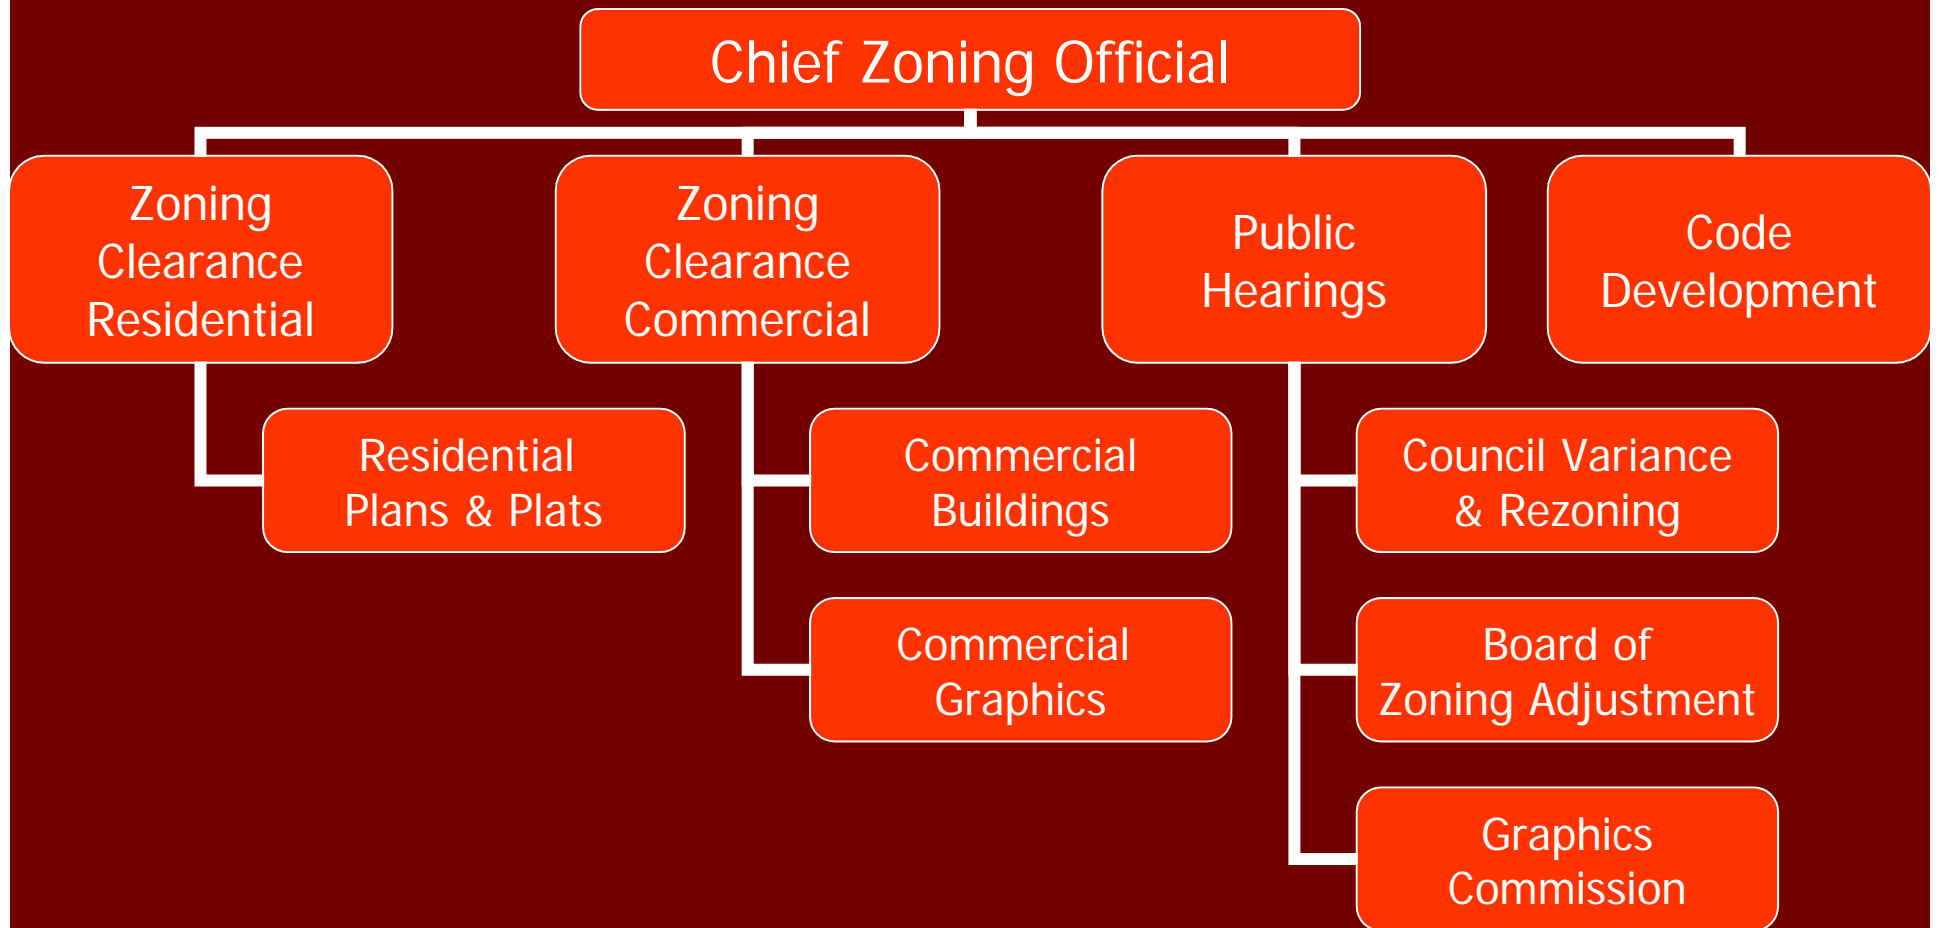 Chief Zoning Official
Zoning
Clearance
Residential
Zoning
Clearance
Commercial
Public
Hearings
Code
Development
Residential
Plans & Plats
Commercial
Buildings
Council Variance
& Rezoning
Commercial
Graphics
Board of
Zoning Adjustment
Graphics
Commission